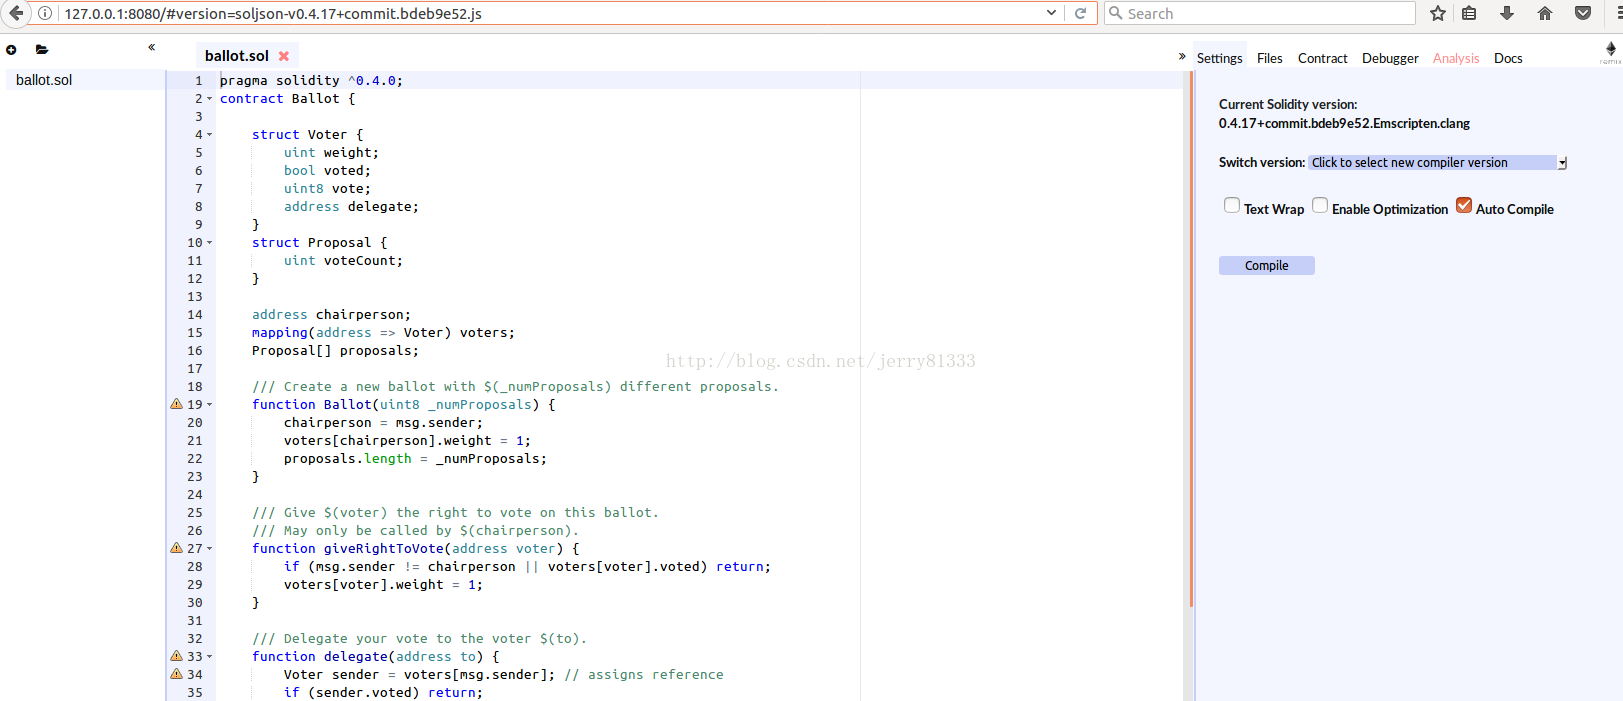 127.0.0.1:8080/#version=soljson-v0.4.17+commit.bdeb9e52.js
Search
«
ballot.sol
ballot.sol
»
Settings Files Contract Debugger Analysis Docs
remix
1 pragma solidity ^0.4.0;
2 contract Ballot {
3
4 struct Voter {
5 uint weight;
6 bool voted;
7 uint8 vote;
8 address delegate;
9 }
10 struct Proposal {
11 uint voteCount;
12 }
13
14 address chairperson;
15 mapping(address => Voter) voters;
16 Proposal[] proposals;
17
18 /// Create a new ballot with $(_numProposals) different proposals.
19 function Ballot(uint8 _numProposals) {
20 chairperson = msg.sender;
21 voters[chairperson].weight = 1;
22 proposals.length = _numProposals;
23 }
24
25 /// Give $(voter) the right to vote on this ballot.
26 /// May only be called by $(chairperson).
27 function giveRightToVote(address voter) {
28 if (msg.sender != chairperson || voters[voter].voted) return;
29 voters[voter].weight = 1;
30 }
31
32 /// Delegate your vote to the voter $(to).
33 function delegate(address to) {
34 Voter sender = voters[msg.sender]; // assigns reference
35 if (sender.voted) return;
http://blog.csdn.net/jerry81333
Current Solidity version:
0.4.17+commit.bdeb9e52.Emscripten.clang
Switch version: Click to select new compiler version
Text Wrap Enable Optimization Auto Compile
Compile